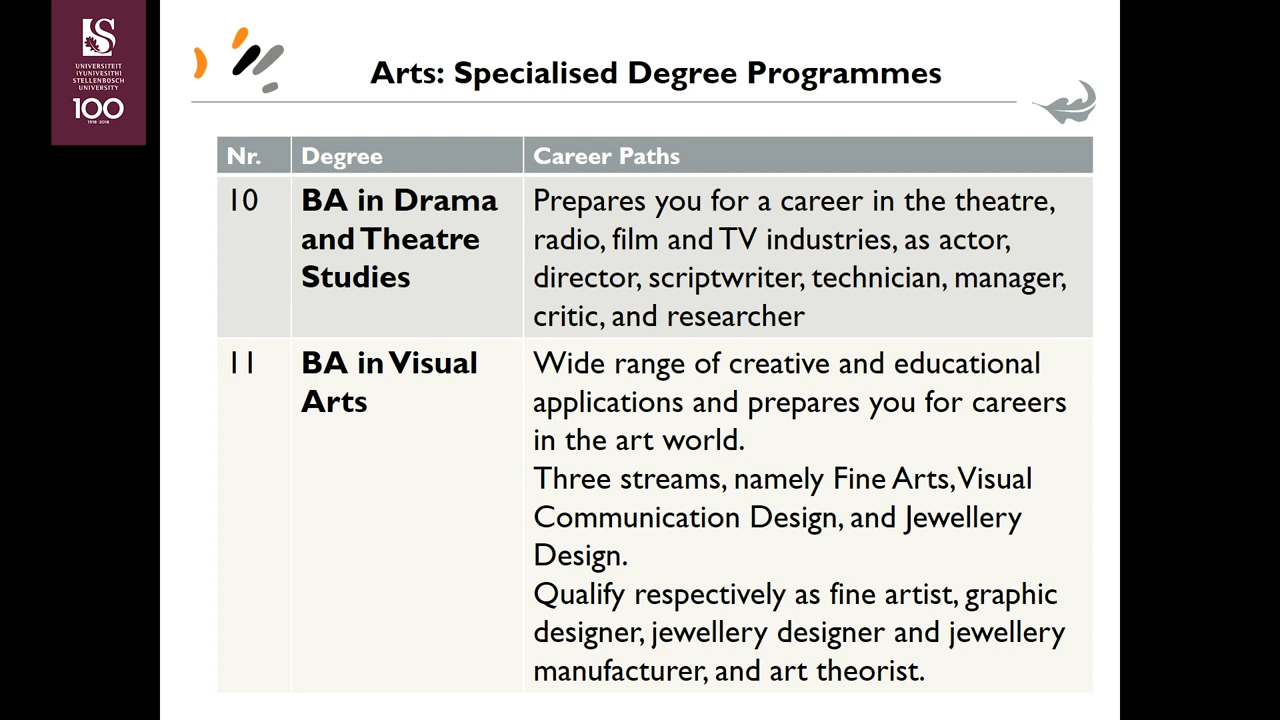 UNIVERSITEIT
iYUNIVESITHI
STELLENBOSCH
UNIVERSITY
100
1918 · 2018
Arts: Specialised Degree Programmes
Nr. Degree Career Paths
10 BA in Drama and Theatre Studies
Prepares you for a career in the theatre,
radio, film and TV industries, as actor,
director, scriptwriter, technician, manager,
critic, and researcher
11 BA in Visual Arts
Wide range of creative and educational
applications and prepares you for careers
in the art world.
Three streams, namely Fine Arts, Visual
Communication Design, and Jewellery
Design.
Qualify respectively as fine artist, graphic
designer, jewellery designer and jewellery
manufacturer, and art theorist.